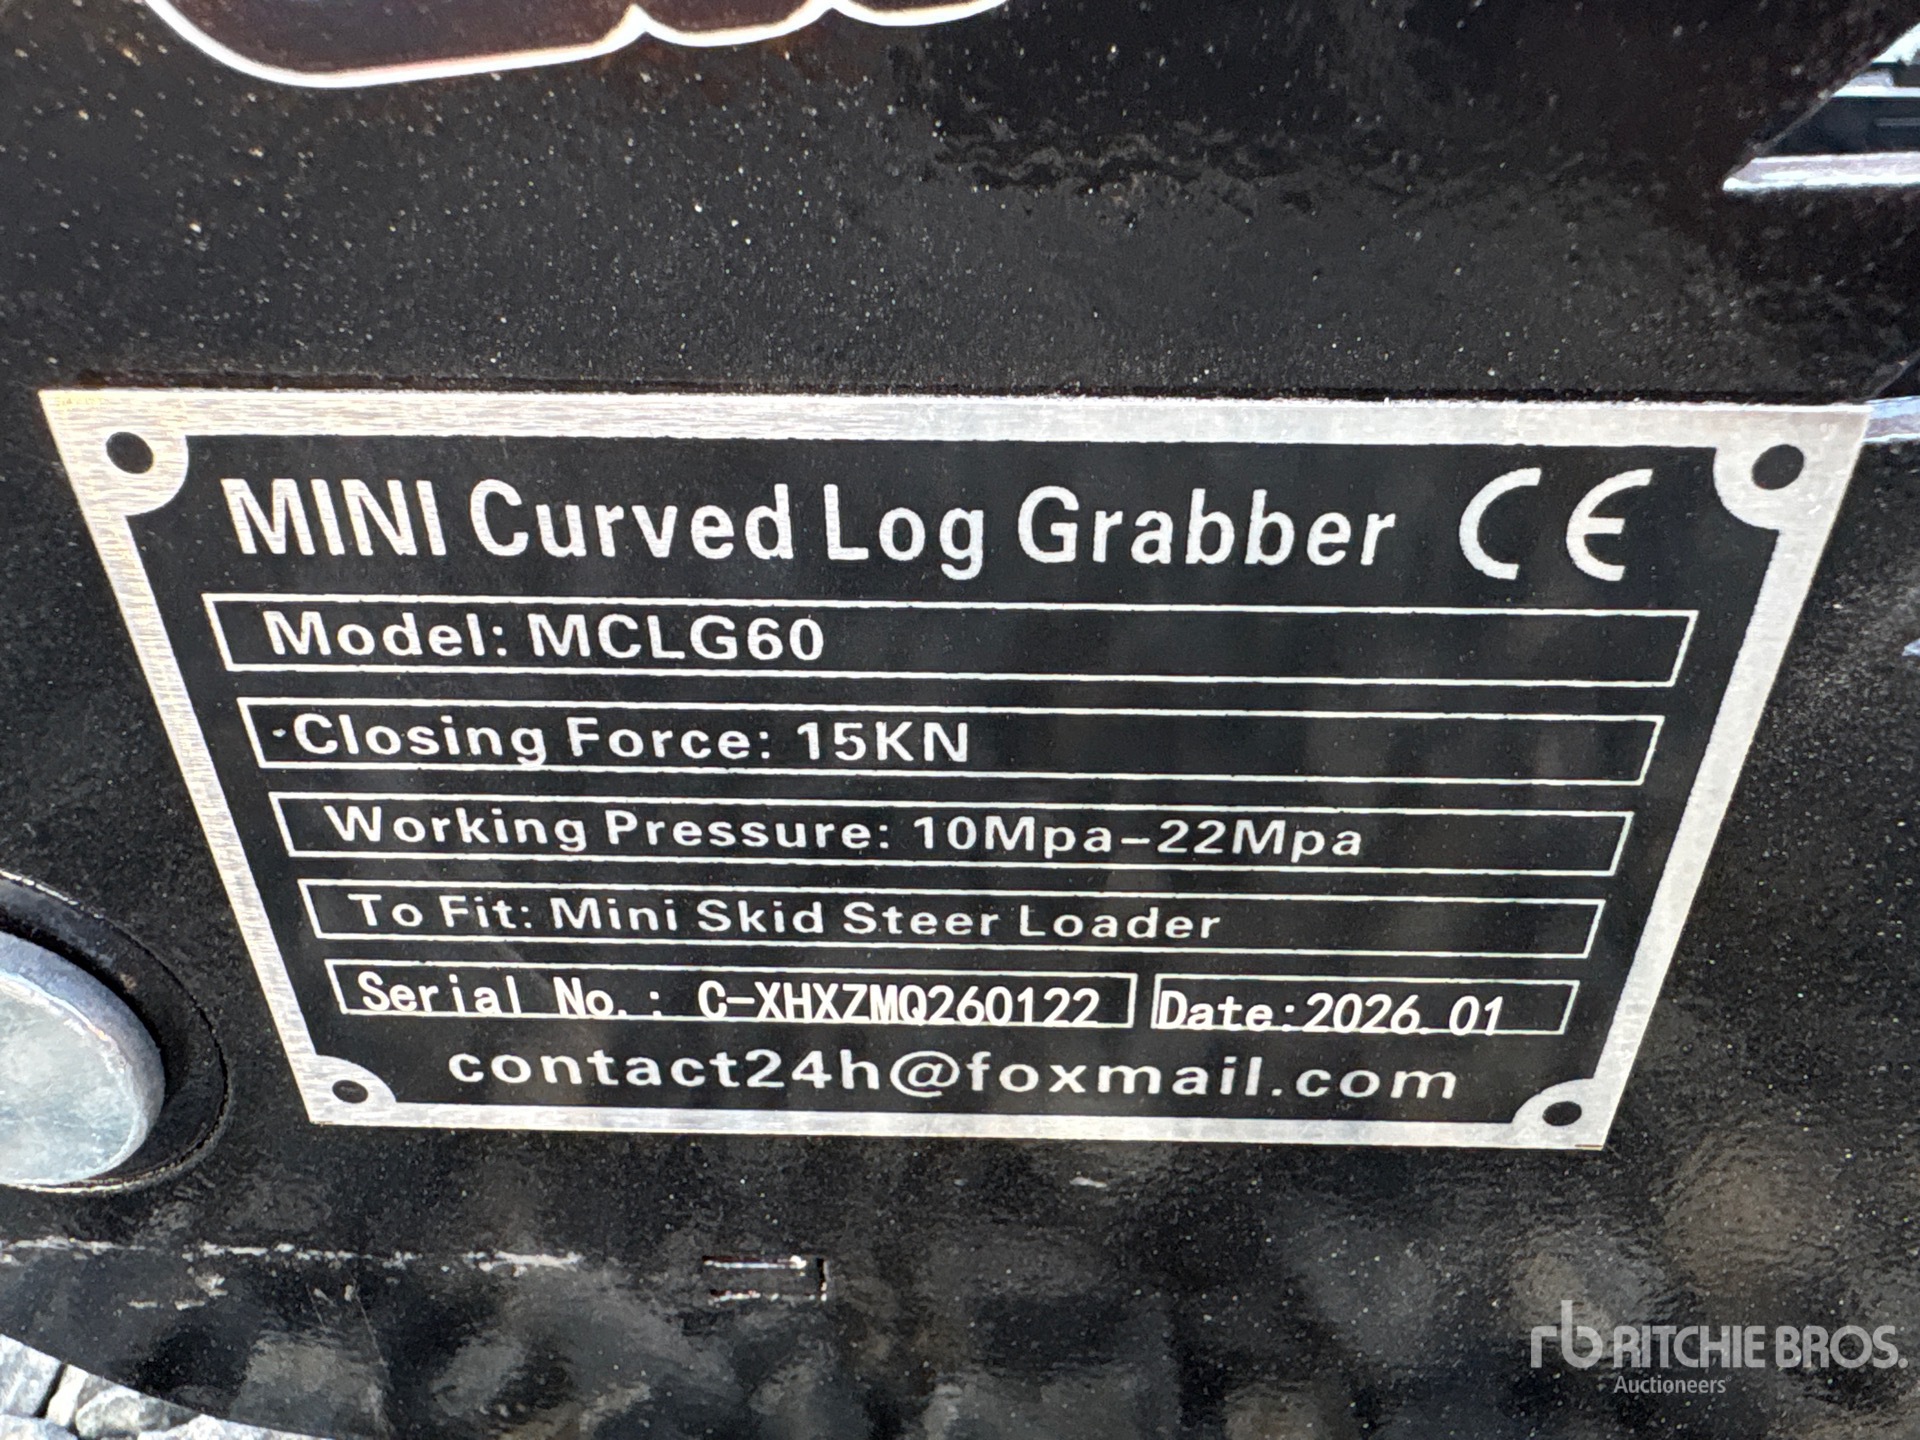 MINI Curved Log Grabber CE
Model: MCLG60
Closing Force: 15KN
Working Pressure: 10Mpa-22Mpa
To Fit: Mini Skid Steer Loader
Serial No.: C-XHXZMQ260122 Date:2026.01
contact24h@foxmail.com
rb RITCHIE BROS.
Auctioneers